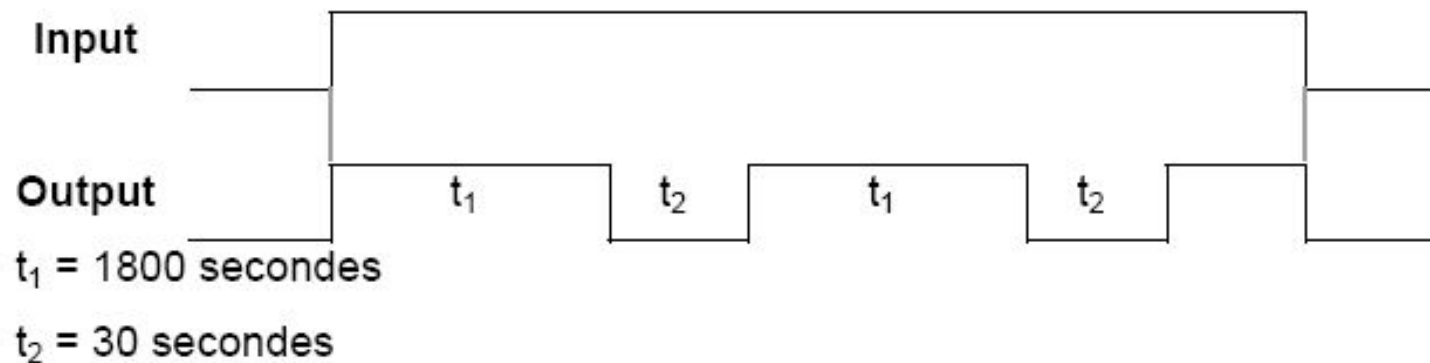 Input
Output
t₁ t₂ t₁ t₂
t₁ = 1800 secondes
t₂ = 30 secondes